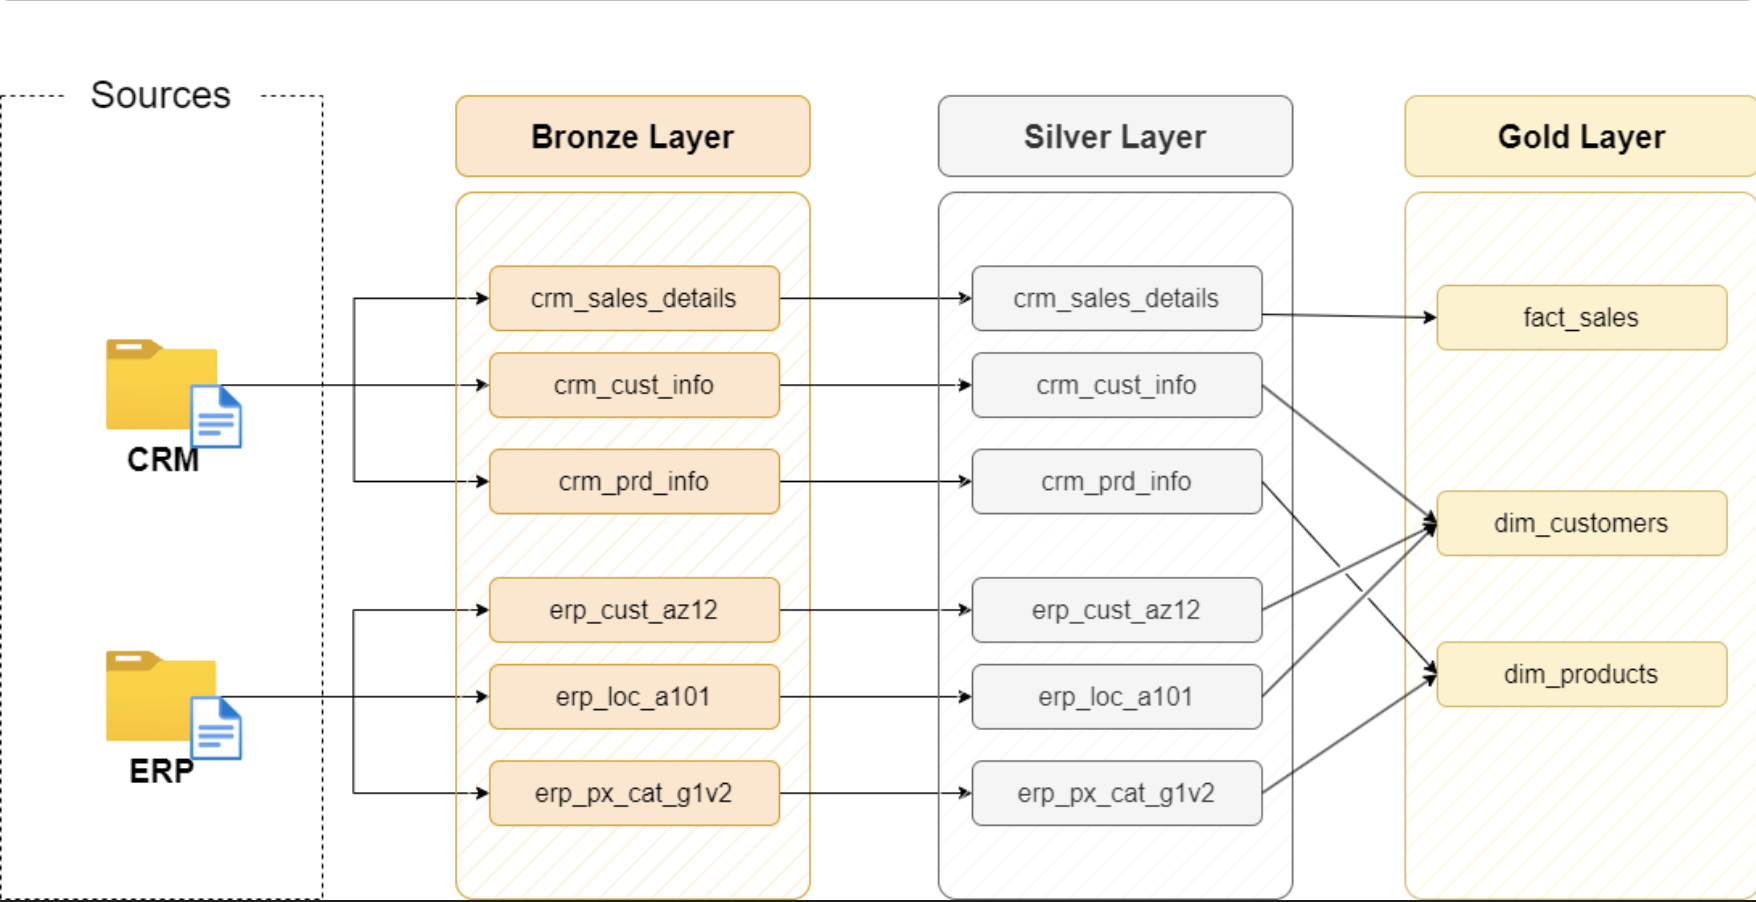 Sources
Bronze Layer
Silver Layer
Gold Layer
crm_sales_details
crm_sales_details
fact_sales
crm_cust_info
crm_cust_info
CRM
crm_prd_info
crm_prd_info
dim_customers
erp_cust_az12
erp_cust_az12
dim_products
erp_loc_a101
erp_loc_a101
ERP
erp_px_cat_g1v2
erp_px_cat_g1v2